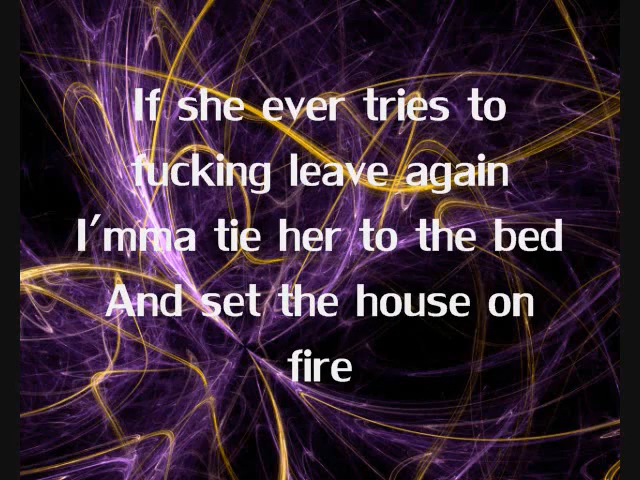 If she ever tries to
fucking leave again
I'mma tie her to the bed
And set the house on
fire